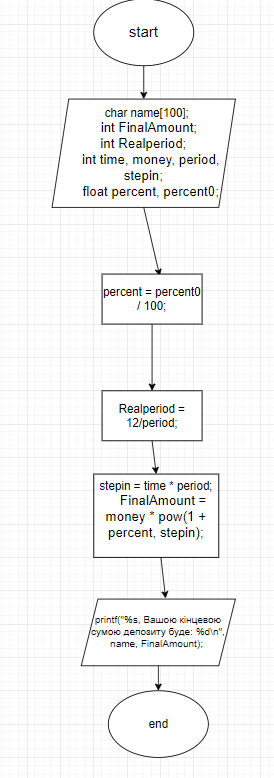 start
char name[100];
int FinalAmount;
int Realperiod;
int time, money, period,
stepin;
float percent, percent0;
percent = percent0
/ 100;
Realperiod =
12/period;
stepin = time * period;
FinalAmount =
money * pow(1 +
percent, stepin);
printf("%s, Вашою кінцевою
сумою депозиту буде: %d\n",
name, FinalAmount);
end